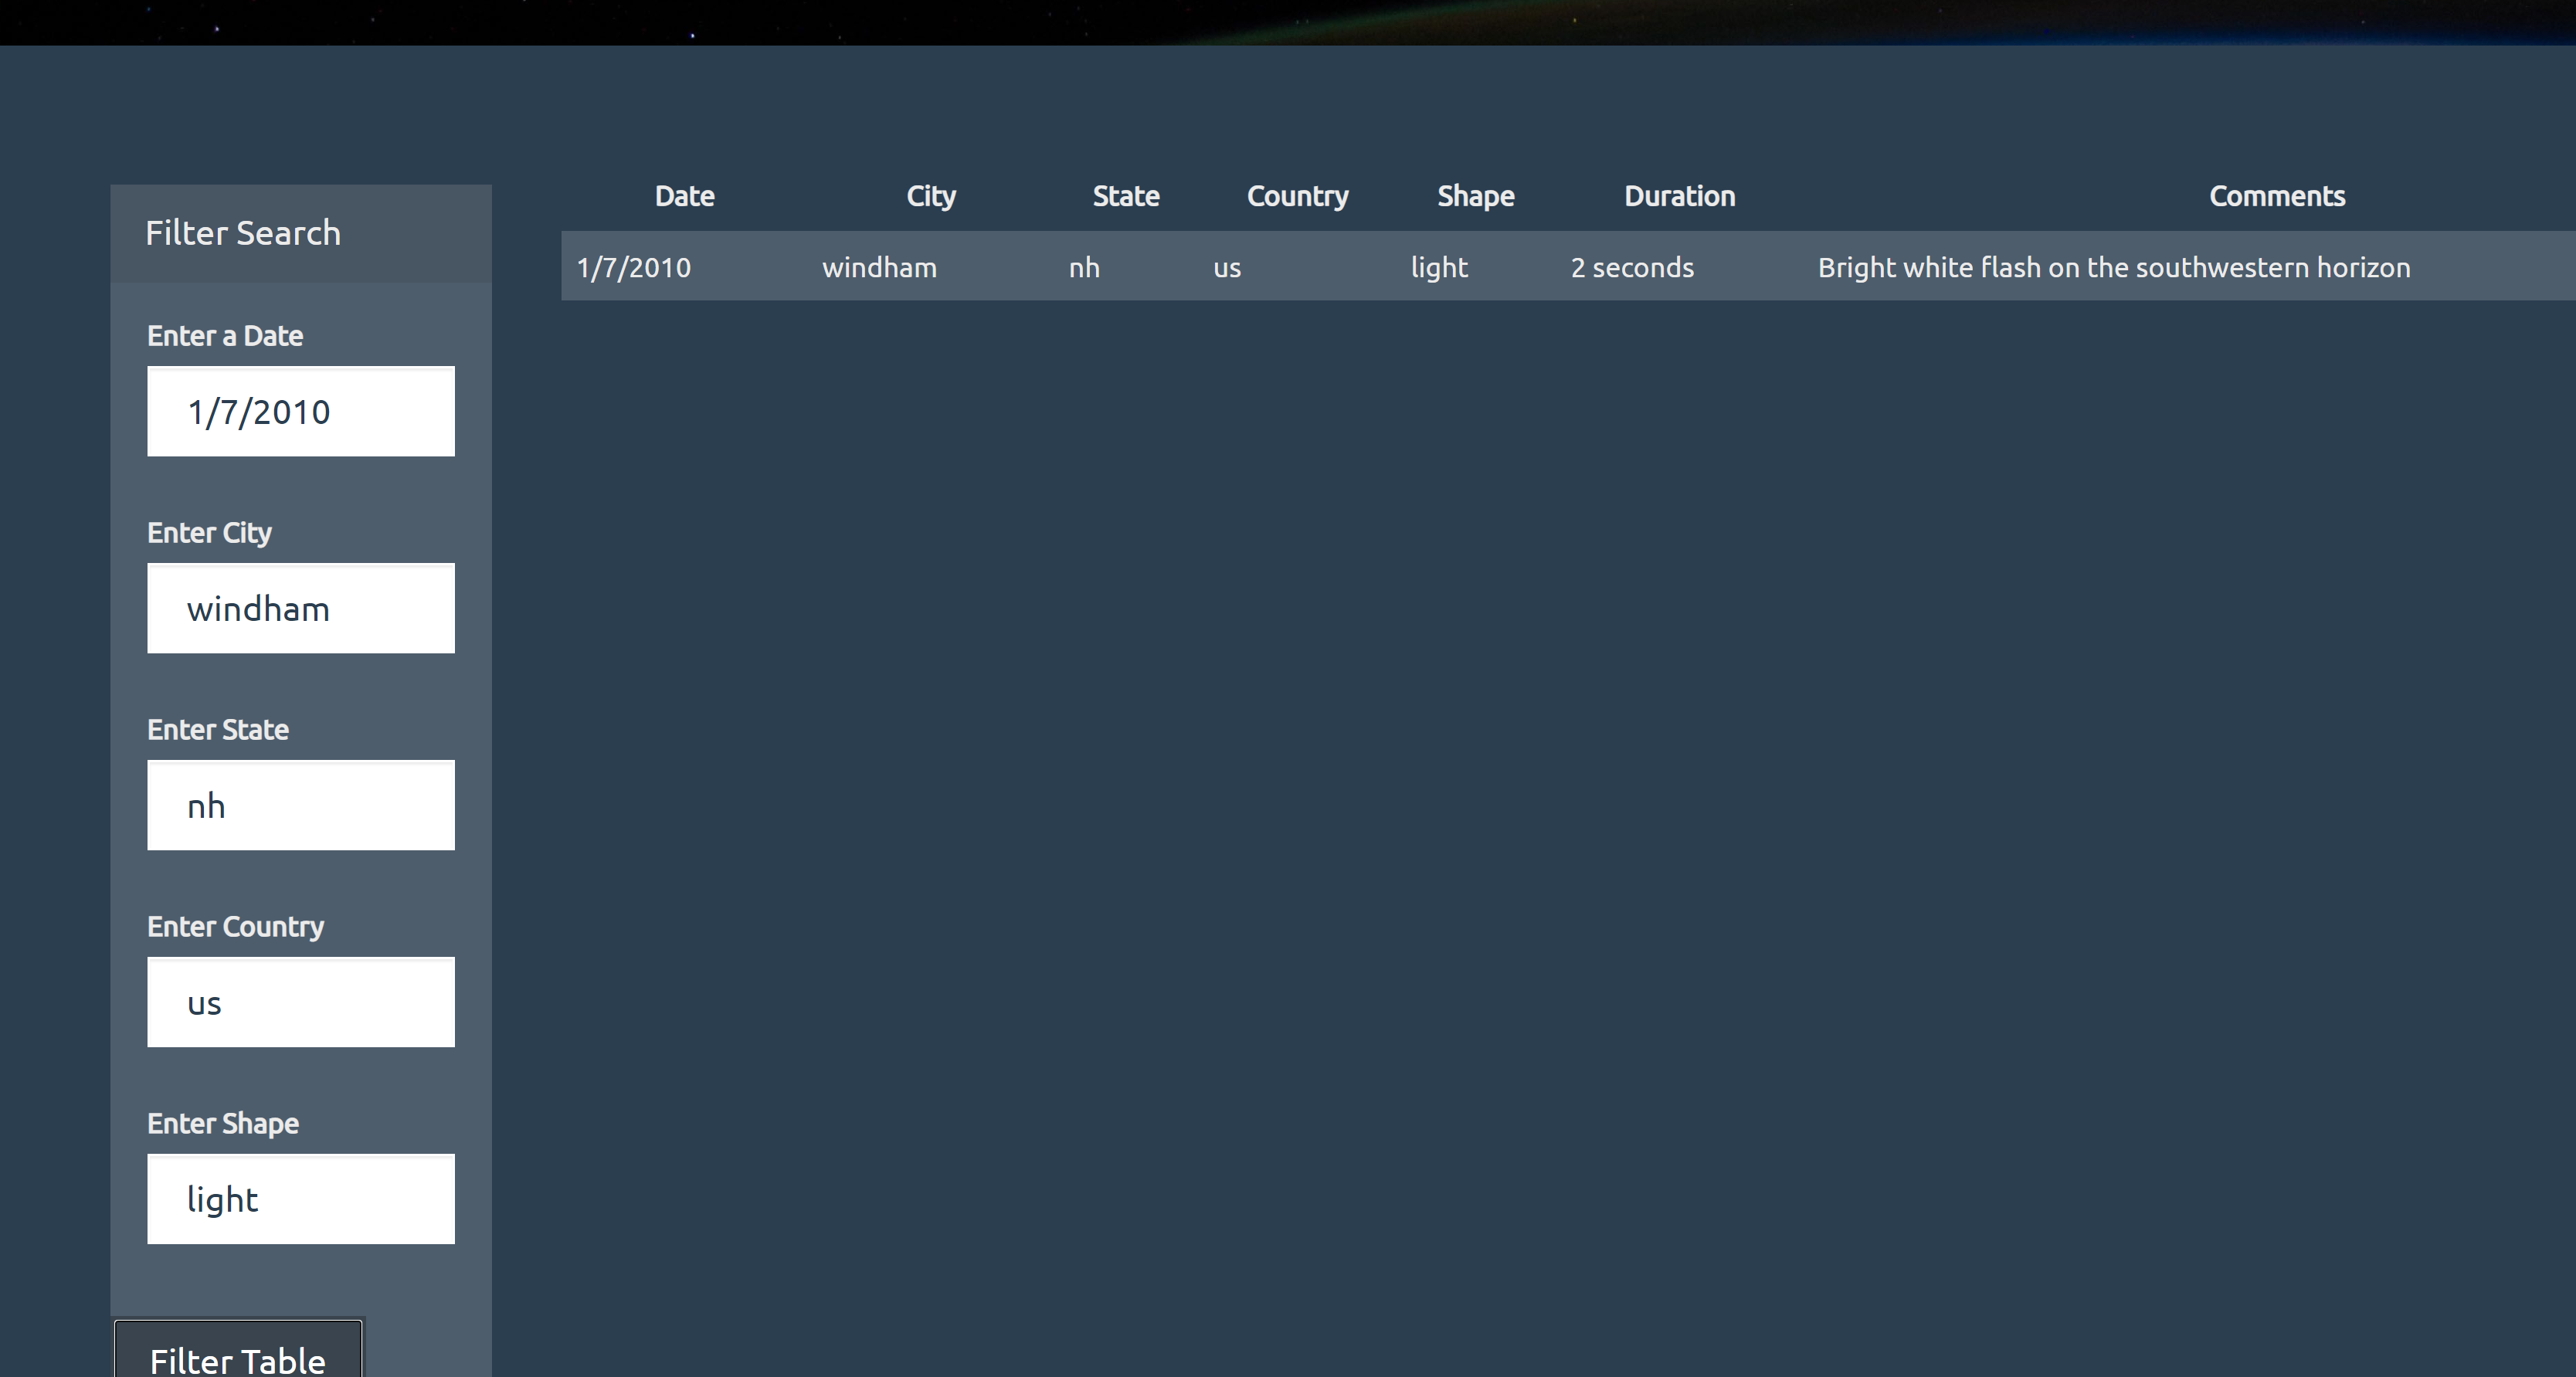 Filter Search
Enter a Date
1/7/2010
Enter City
windham
Enter State
nh
Enter Country
us
Enter Shape
light
Filter Table
Date City State Country Shape Duration Comments
1/7/2010 windham nh us light 2 seconds Bright white flash on the southwestern horizon